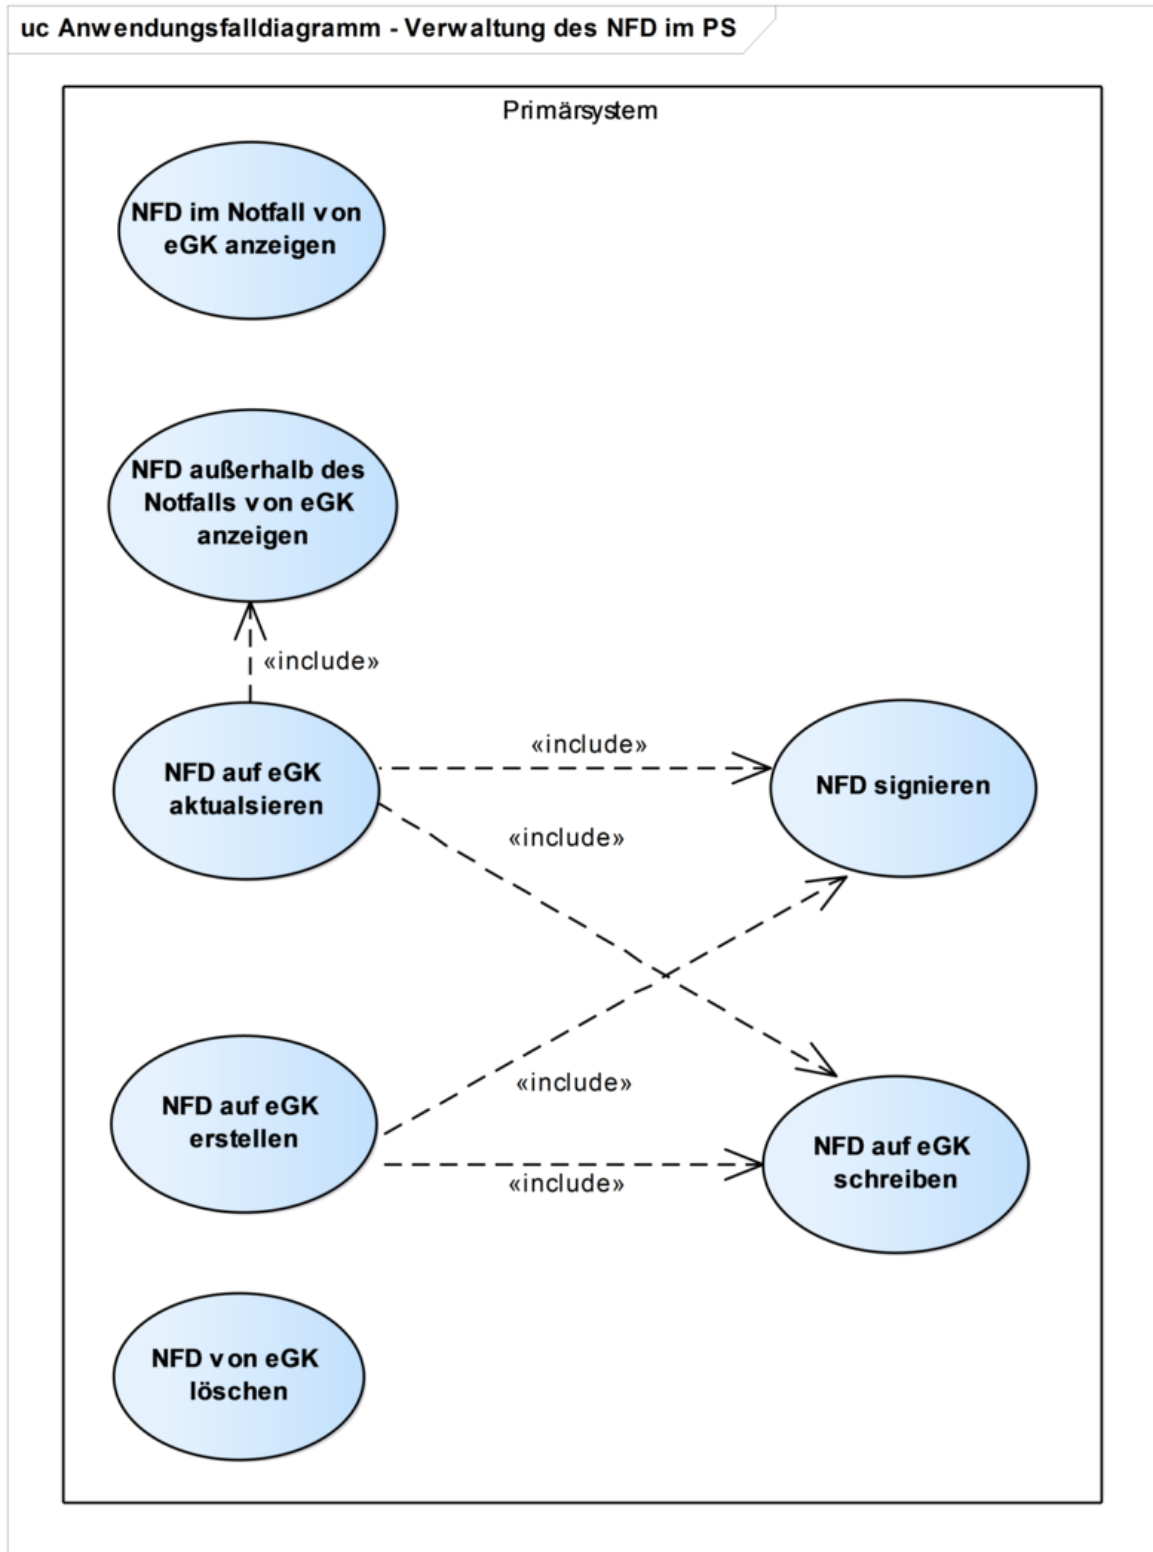 uc Anwendungsfalldiagramm - Verwaltung des NFD im PS
Primärsystem
NFD im Notfall von
eGK anzeigen
NFD außerhalb des
Notfalls von eGK
anzeigen
«include»
NFD auf eGK
aktualsieren
«include»
NFD signieren
«include»
NFD auf eGK
erstellen
«include»
NFD auf eGK
schreiben
«include»
NFD von eGK
löschen